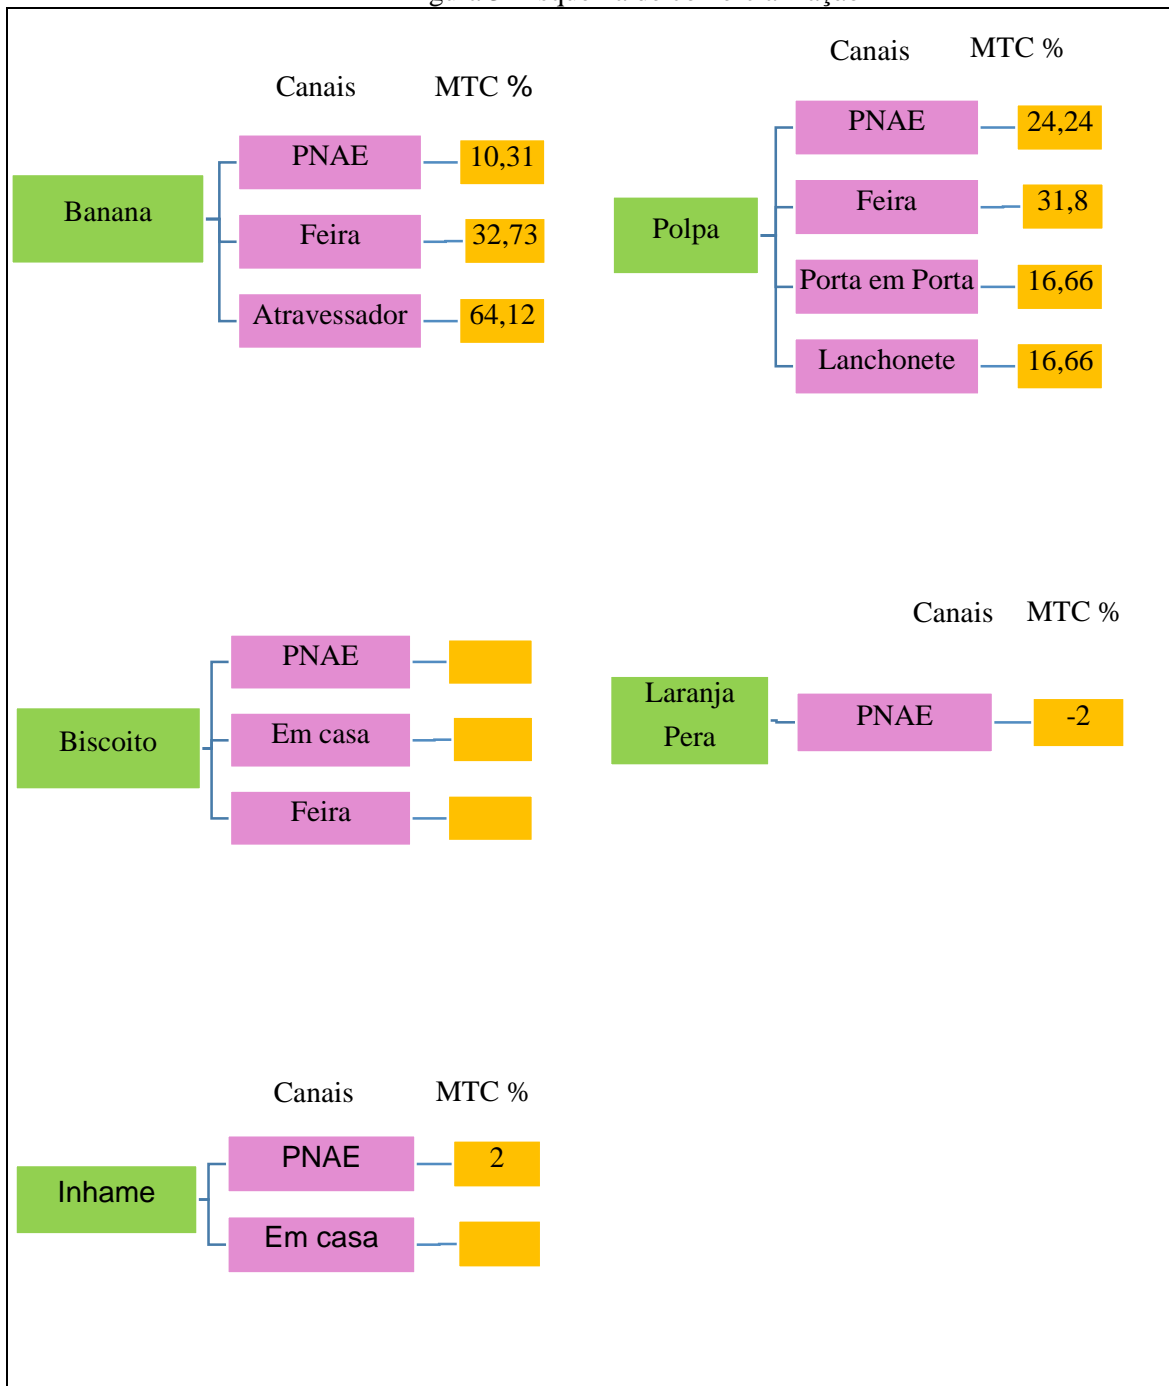 Canais MTC %
Banana
PNAE 10,31
Feira 32,73
Atravessador 64,12
Canais MTC %
Polpa
PNAE 24,24
Feira 31,8
Porta em Porta 16,66
Lanchonete 16,66
Biscoito
PNAE
Em casa
Feira
Canais MTC %
Laranja
Pera
PNAE -2
Canais MTC %
Inhame
PNAE 2
Em casa